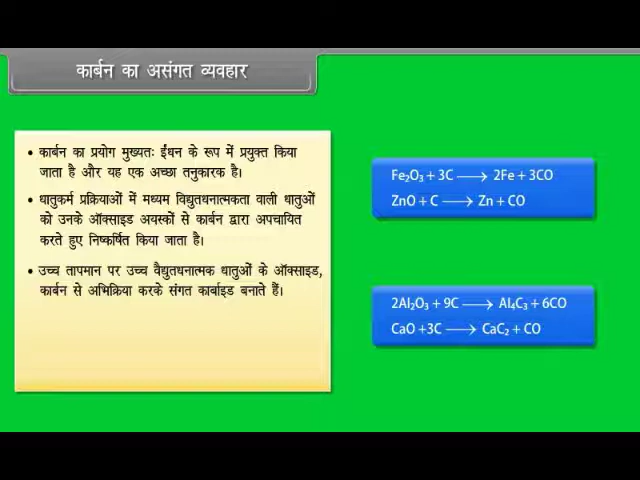 कार्बन का असंगत व्यवहार
• कार्बन का प्रयोग मुख्यतः ईंधन के रूप में प्रयुक्त किया
जाता है और यह एक अच्छा तनुकारक है।
• धातुकर्म प्रक्रियाओं में मध्यम विद्युतधनात्मकता वाली धातुओं
को उनके ऑक्साइड अयस्कों से कार्बन द्वारा अपचायित
करते हुए निष्कर्षित किया जाता है।
• उच्च तापमान पर उच्च वैद्युतधनात्मक धातुओं के ऑक्साइड,
कार्बन से अभिक्रिया करके संगत कार्बाइड बनाते हैं।
Fe₂O₃ + 3C ⟶ 2Fe + 3CO
ZnO + C ⟶ Zn + CO
2Al₂O₃ + 9C ⟶ Al₄C₃ + 6CO
CaO +3C ⟶ CaC₂ + CO